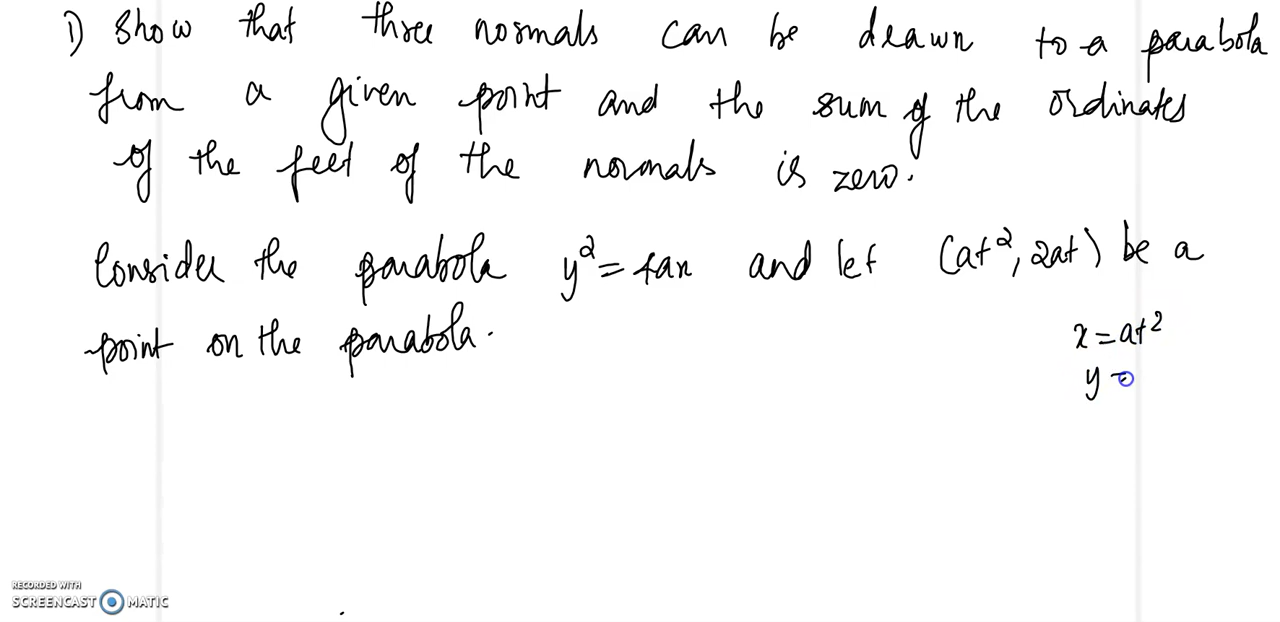 1) Show that three normals can be drawn to a parabola
from a given point and the sum of the ordinates
of the feet of the normals is zero.
Consider the parabola y² = 4ax and let (at², 2at) be a
point on the parabola.
x = at²
y =
RECORDED WITH
SCREENCAST MATIC